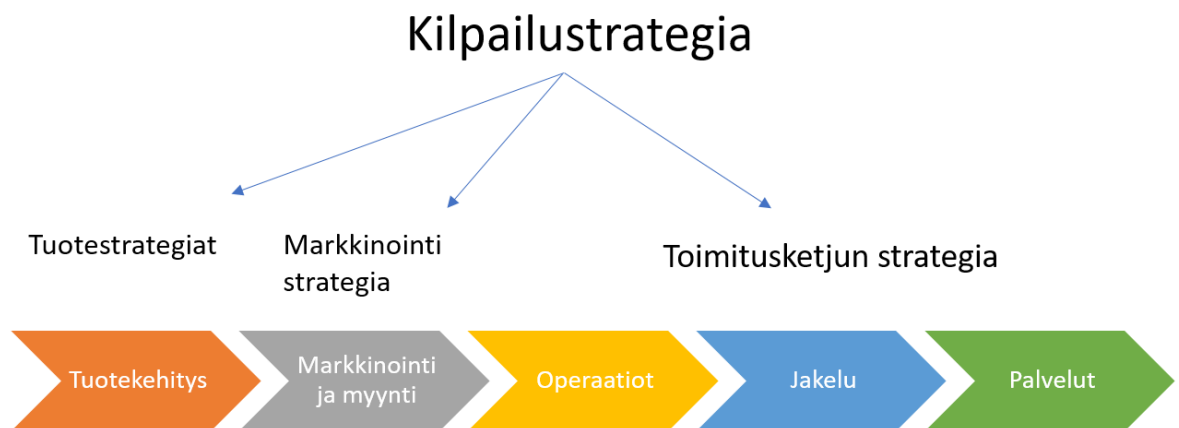 Kilpailustrategia
Tuotestrategiat
Markkinointi
strategia
Toimitusketjun strategia
Tuotekehitys
Markkinointi
ja myynti
Operaatiot
Jakelu
Palvelut